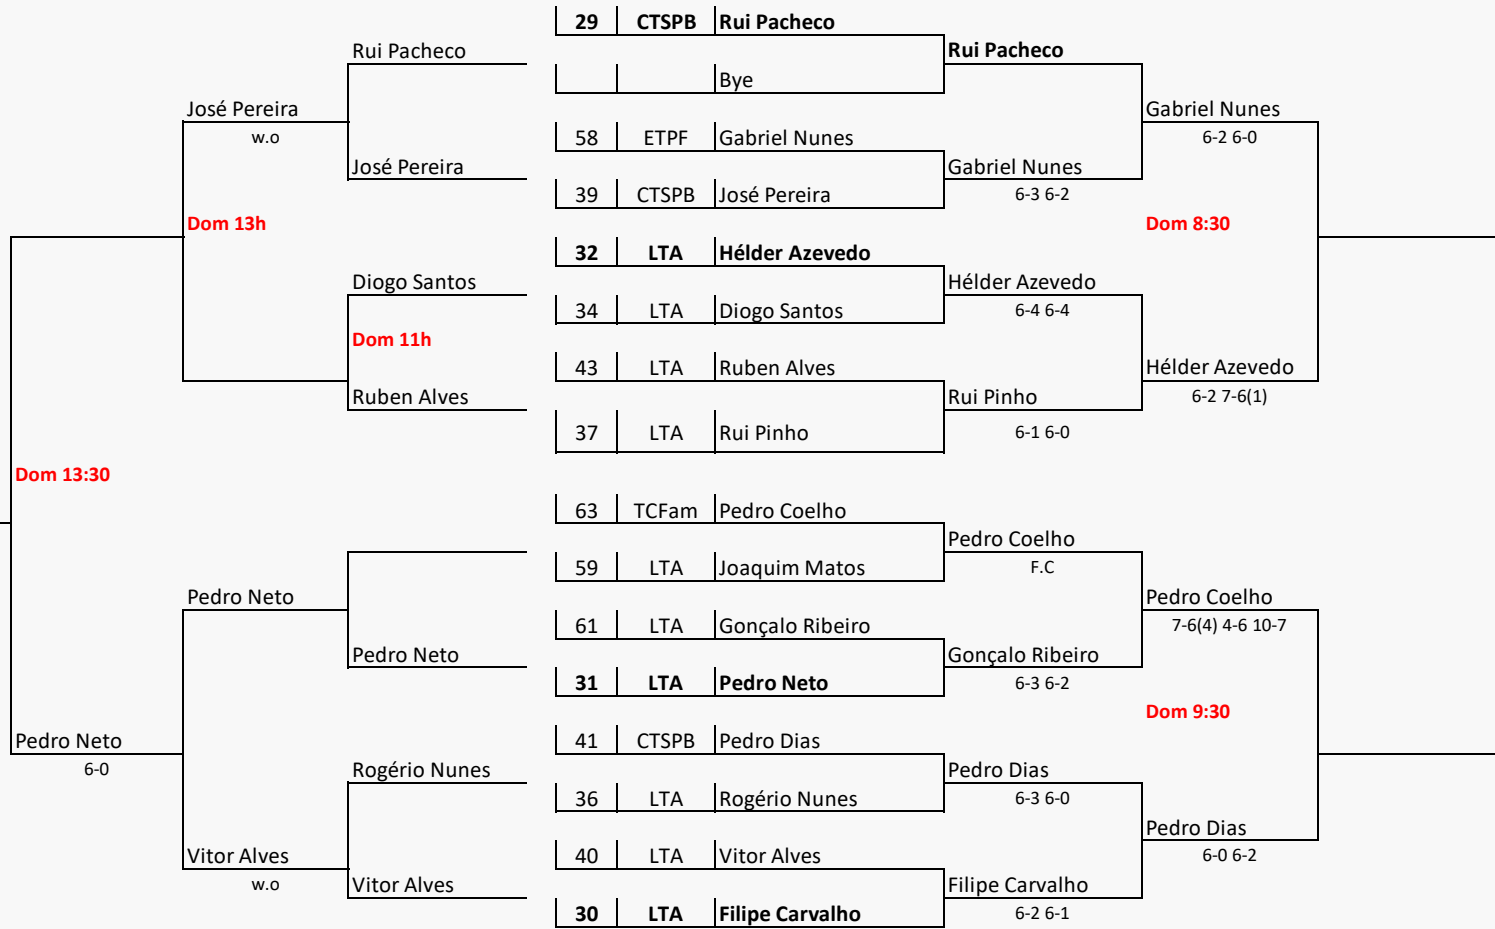 29 CTSPB Rui Pacheco
Rui Pacheco Rui Pacheco
Bye
José Pereira Gabriel Nunes
w.o 58 ETPF Gabriel Nunes 6-2 6-0
José Pereira Gabriel Nunes
39 CTSPB José Pereira 6-3 6-2
Dom 13h Dom 8:30
32 LTA Hélder Azevedo
Diogo Santos Hélder Azevedo
34 LTA Diogo Santos 6-4 6-4
Dom 11h
43 LTA Ruben Alves Hélder Azevedo
Ruben Alves Rui Pinho 6-2 7-6(1)
37 LTA Rui Pinho 6-1 6-0
Dom 13:30
63 TCFam Pedro Coelho
Pedro Coelho
59 LTA Joaquim Matos F.C
Pedro Neto Pedro Coelho
61 LTA Gonçalo Ribeiro 7-6(4) 4-6 10-7
Pedro Neto Gonçalo Ribeiro
31 LTA Pedro Neto 6-3 6-2
Dom 9:30
Pedro Neto 41 CTSPB Pedro Dias
6-0 Rogério Nunes Pedro Dias
36 LTA Rogério Nunes 6-3 6-0
Pedro Dias
Vitor Alves 40 LTA Vitor Alves 6-0 6-2
w.o Vitor Alves Filipe Carvalho
30 LTA Filipe Carvalho 6-2 6-1